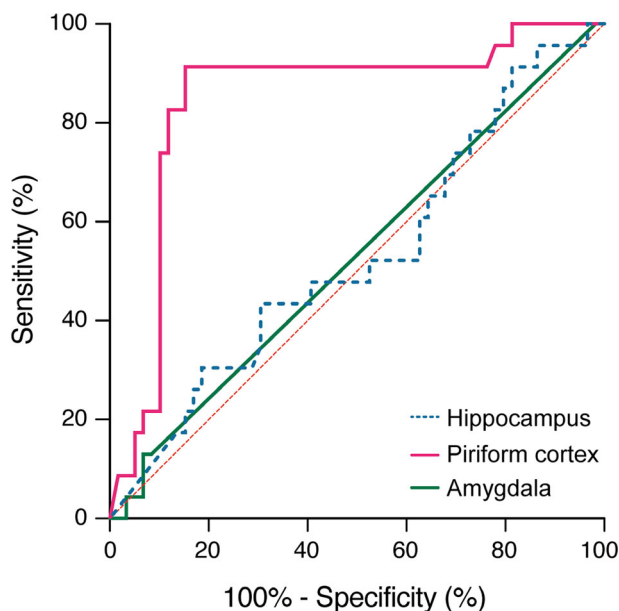 100
80
60
40
20
0
Sensitivity (%)
Hippocampus
Piriform cortex
Amygdala
0 20 40 60 80 100
100% - Specificity (%)